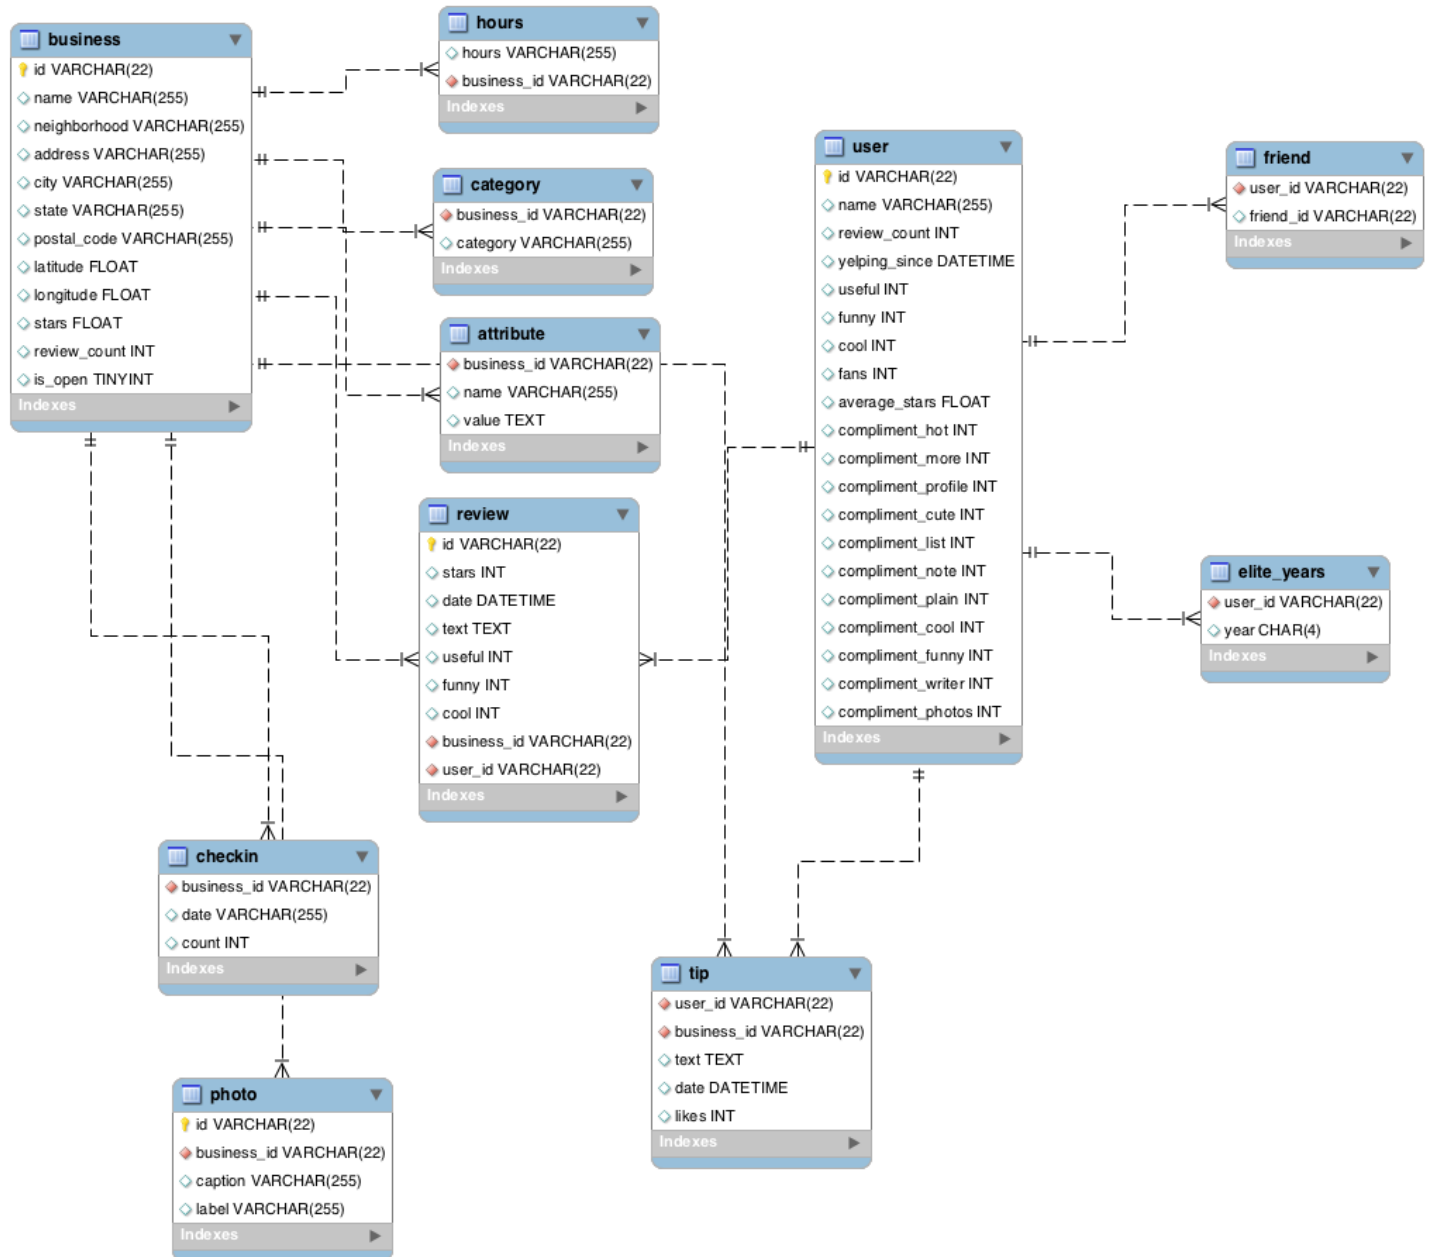 business
id VARCHAR(22)
name VARCHAR(255)
neighborhood VARCHAR(255)
address VARCHAR(255)
city VARCHAR(255)
state VARCHAR(255)
postal_code VARCHAR(255)
latitude FLOAT
longitude FLOAT
stars FLOAT
review_count INT
is_open TINYINT
Indexes
hours
hours VARCHAR(255)
business_id VARCHAR(22)
Indexes
category
business_id VARCHAR(22)
category VARCHAR(255)
Indexes
attribute
business_id VARCHAR(22)
name VARCHAR(255)
value TEXT
Indexes
review
id VARCHAR(22)
stars INT
date DATETIME
text TEXT
useful INT
funny INT
cool INT
business_id VARCHAR(22)
user_id VARCHAR(22)
Indexes
user
id VARCHAR(22)
name VARCHAR(255)
review_count INT
yelping_since DATETIME
useful INT
funny INT
cool INT
fans INT
average_stars FLOAT
compliment_hot INT
compliment_more INT
compliment_profile INT
compliment_cute INT
compliment_list INT
compliment_note INT
compliment_plain INT
compliment_cool INT
compliment_funny INT
compliment_writer INT
compliment_photos INT
Indexes
friend
user_id VARCHAR(22)
friend_id VARCHAR(22)
Indexes
elite_years
user_id VARCHAR(22)
year CHAR(4)
Indexes
checkin
business_id VARCHAR(22)
date VARCHAR(255)
count INT
Indexes
photo
id VARCHAR(22)
business_id VARCHAR(22)
caption VARCHAR(255)
label VARCHAR(255)
Indexes
tip
user_id VARCHAR(22)
business_id VARCHAR(22)
text TEXT
date DATETIME
likes INT
Indexes